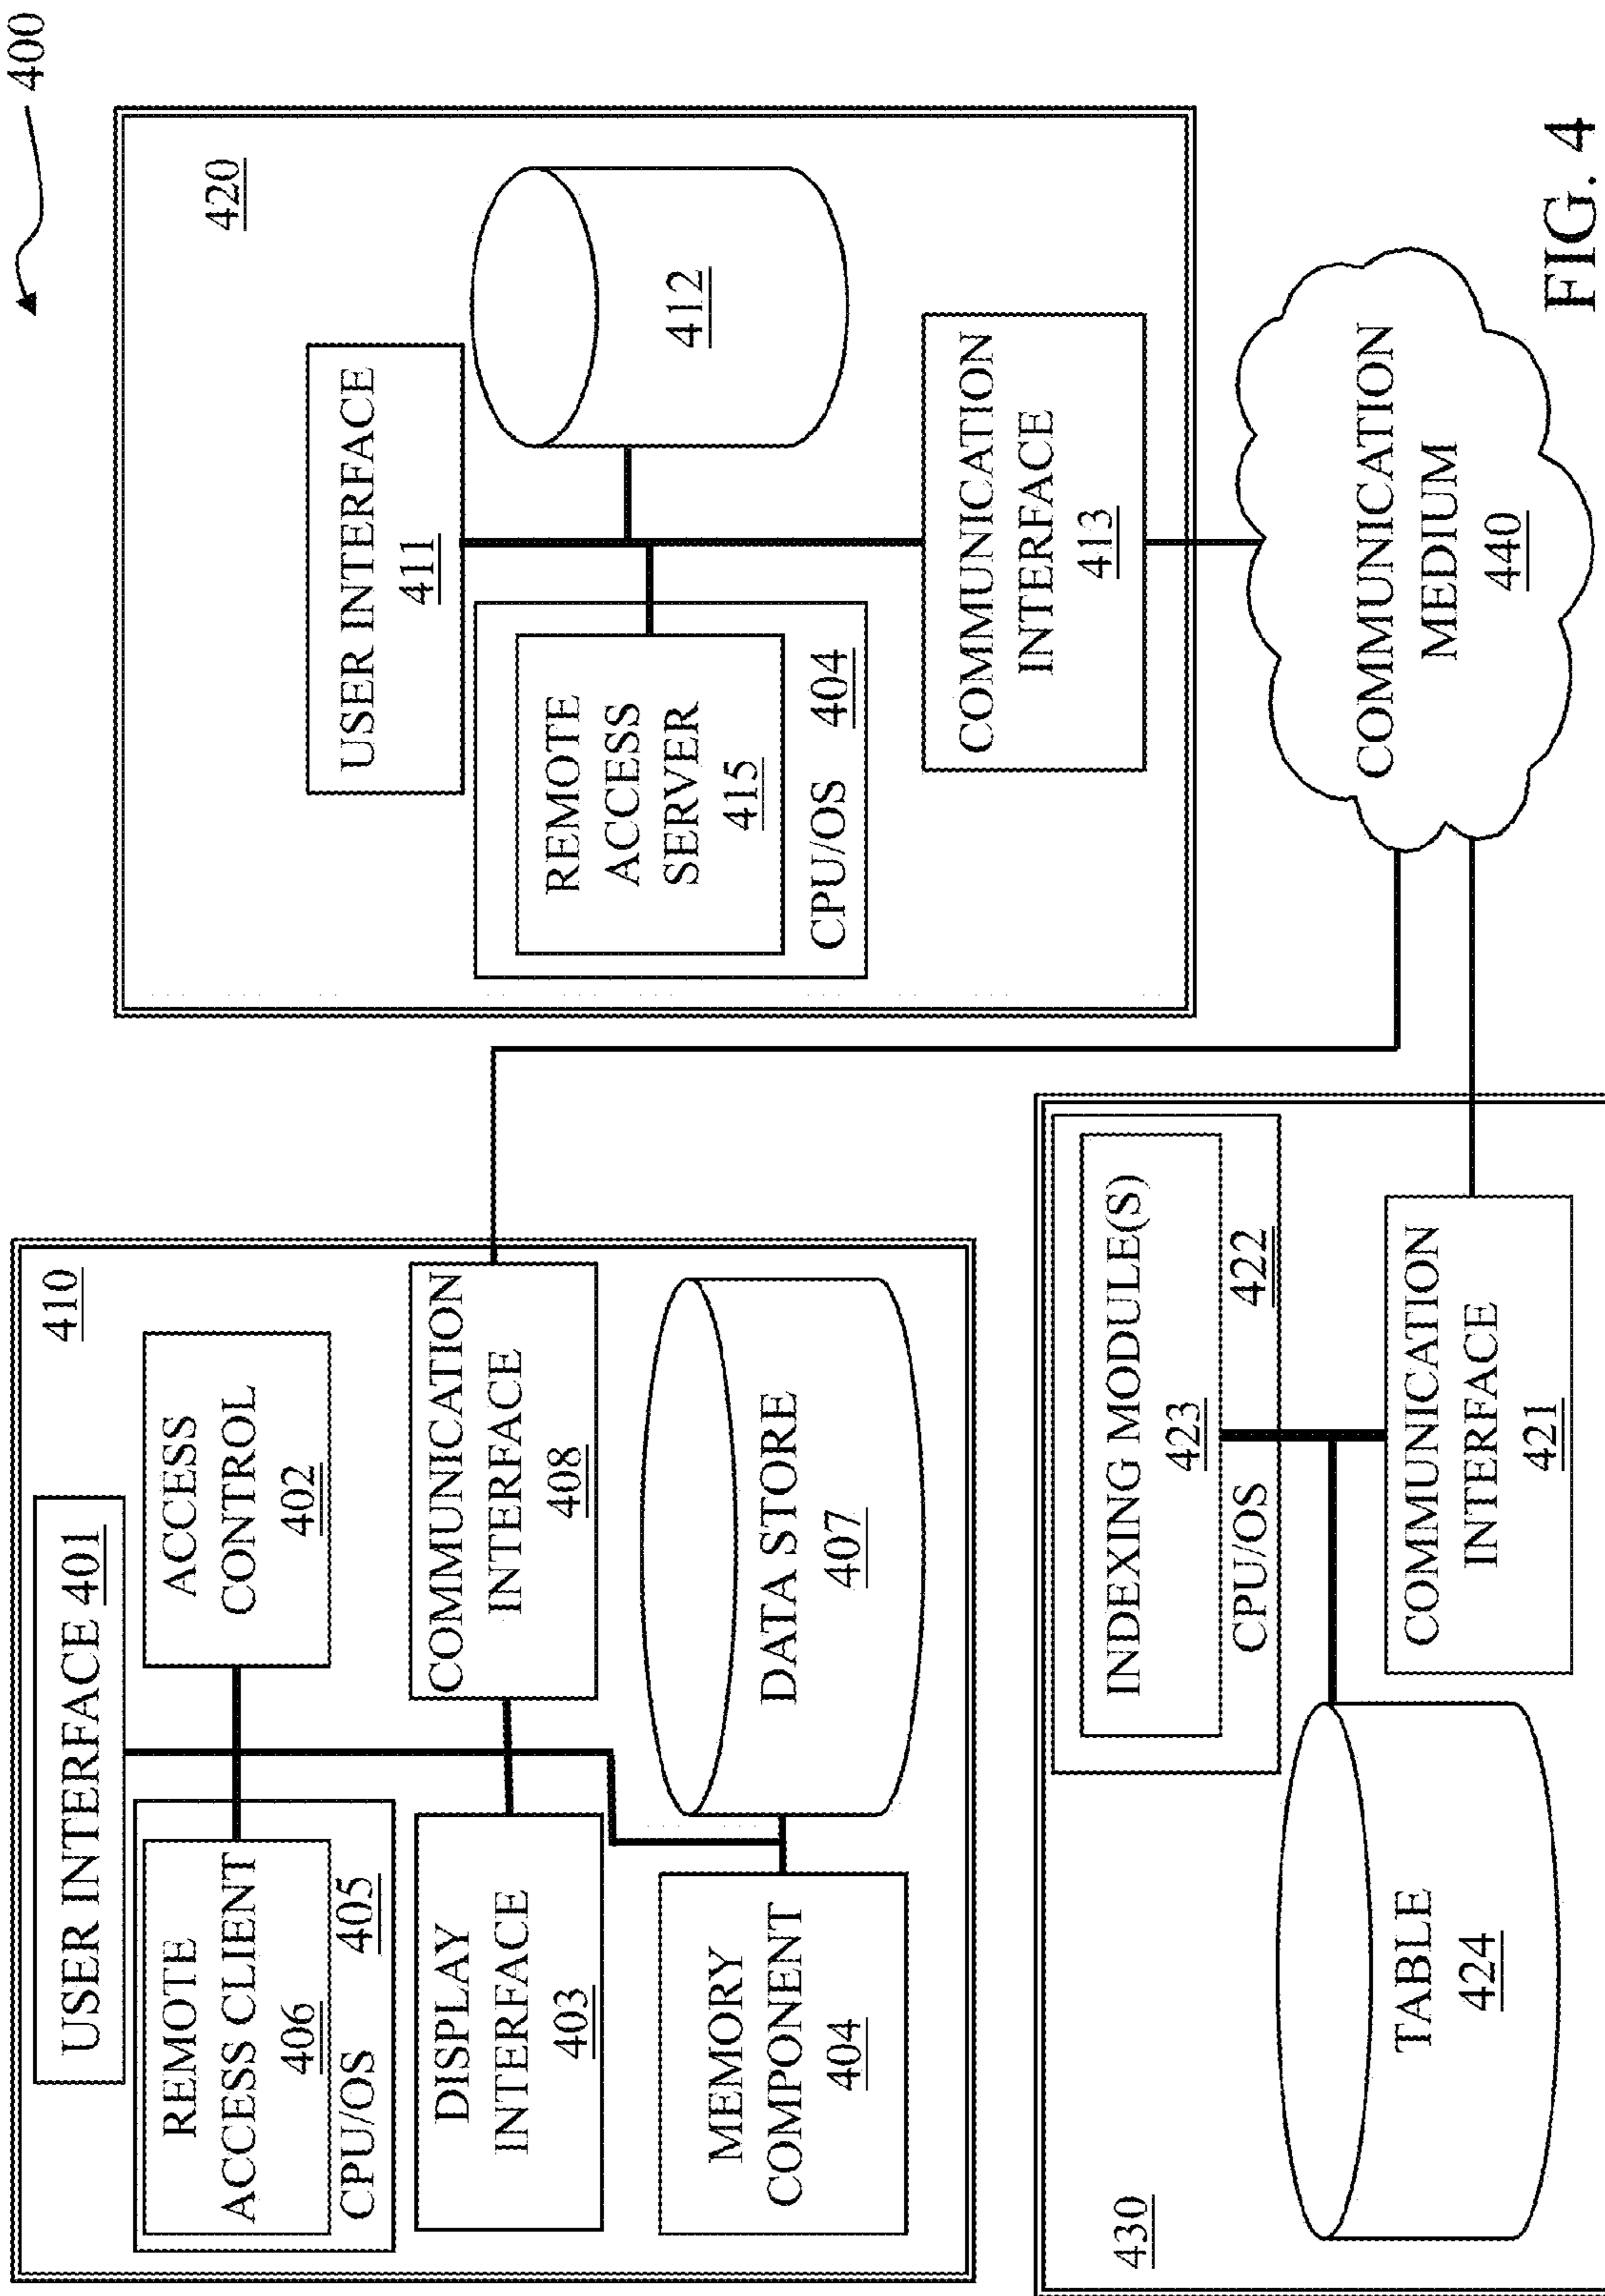 400
410
USER INTERFACE 401
REMOTE
ACCESS CLIENT
406
CPU/OS 405
ACCESS
CONTROL
402
DISPLAY
INTERFACE
403
COMMUNICATION
INTERFACE
408
MEMORY
COMPONENT
404
DATA STORE
407
420
USER INTERFACE
411
412
REMOTE
ACCESS
SERVER
415
CPU/OS 404
COMMUNICATION
INTERFACE
413
430
INDEXING MODULE(S)
423
CPU/OS 422
TABLE
424
COMMUNICATION
INTERFACE
421
COMMUNICATION
MEDIUM
440
FIG. 4